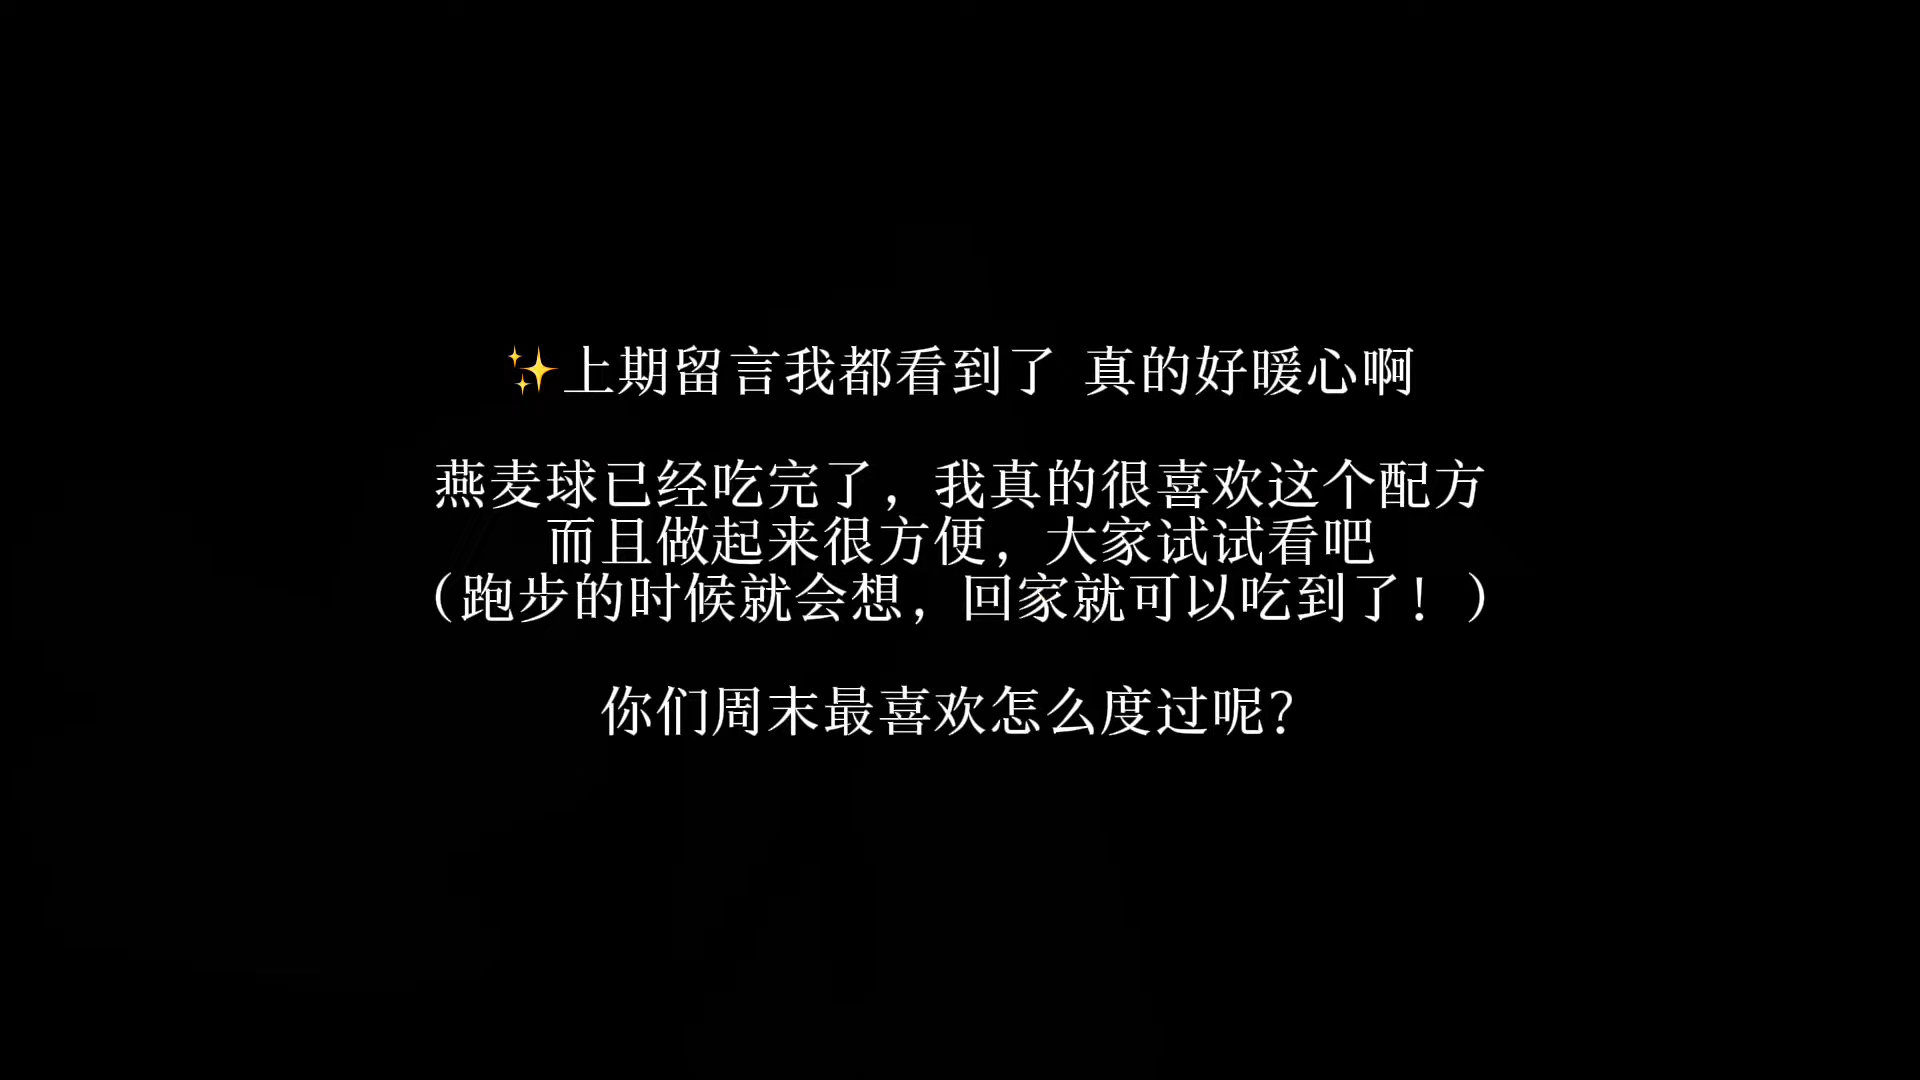 ✨上期留言我都看到了 真的好暖心啊
燕麦球已经吃完了，我真的很喜欢这个配方
而且做起来很方便，大家试试看吧
（跑步的时候就会想，回家就可以吃到了！）
你们周末最喜欢怎么度过呢？